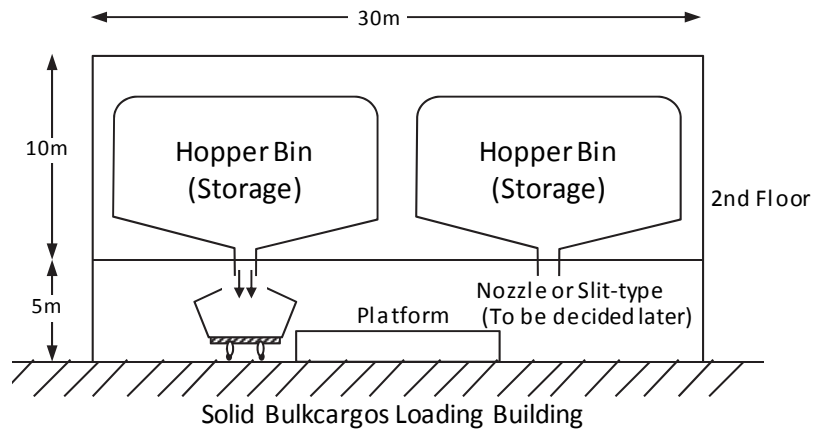 30m
10m
Hopper Bin
(Storage)
Hopper Bin
(Storage)
2nd Floor
5m
Platform
Nozzle or Slit-type
(To be decided later)
Solid Bulkcargos Loading Building